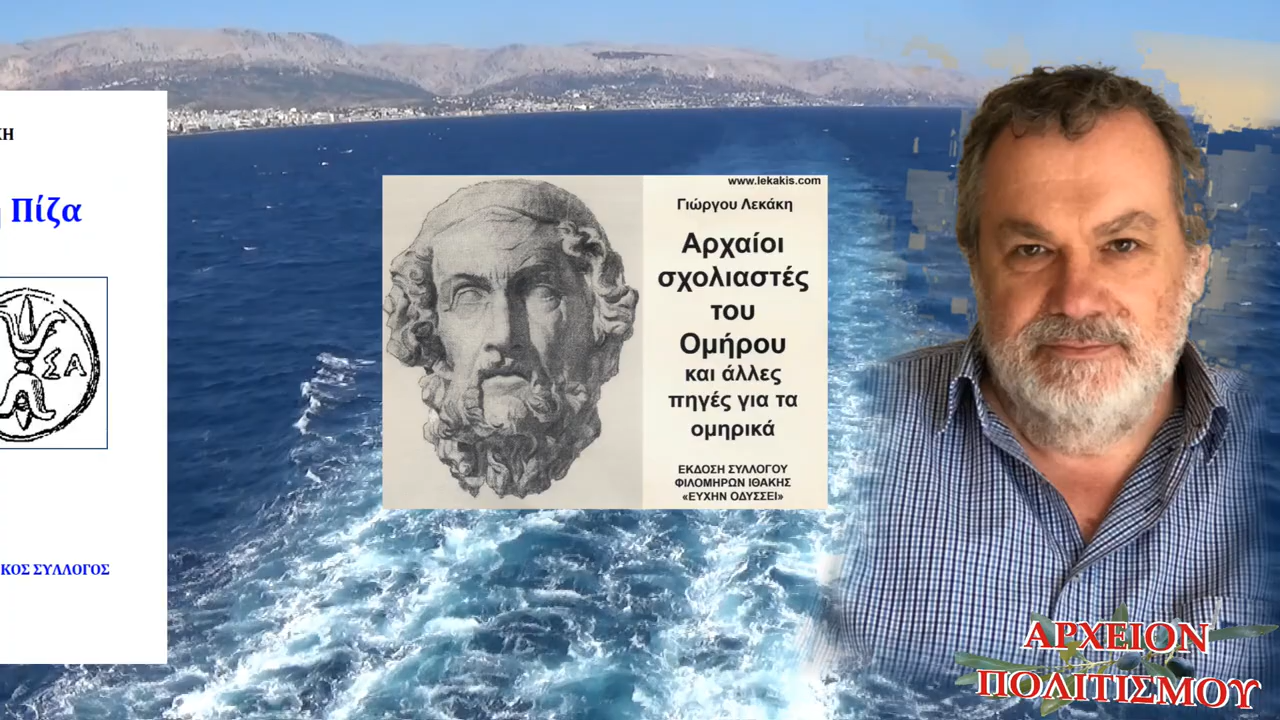 ΚΗ
Πίζα
ΣΑ
ΚΟΣ ΣΥΛΛΟΓΟΣ
www.lekakis.com
Γιώργου Λεκάκη
Αρχαίοι
σχολιαστές
του
Ομήρου
και άλλες
πηγές για τα
ομηρικά
ΕΚΔΟΣΗ ΣΥΛΛΟΓΟΥ
ΦΙΛΟΜΗΡΩΝ ΙΘΑΚΗΣ
«ΕΥΧΗΝ ΟΔΥΣΣΕΙ»
ΑΡΧΕΙΟΝ
ΠΟΛΙΤΙΣΜΟΥ